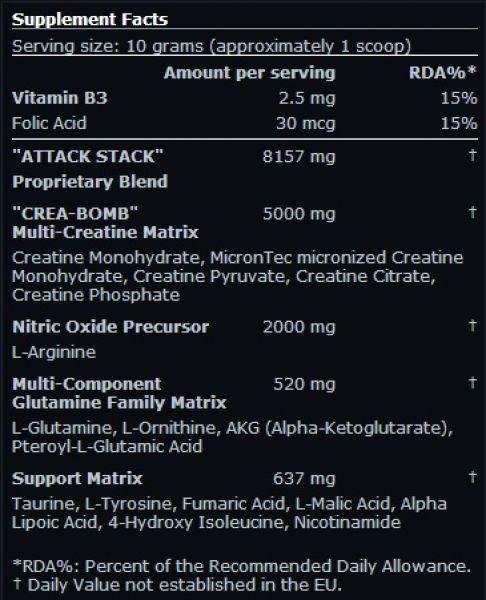 Supplement Facts
Serving size: 10 grams (approximately 1 scoop)
Amount per serving RDA%*
Vitamin B3 2.5 mg 15%
Folic Acid 30 mcg 15%
"ATTACK STACK" 8157 mg †
Proprietary Blend
"CREA-BOMB" 5000 mg †
Multi-Creatine Matrix
Creatine Monohydrate, MicronTec micronized Creatine
Monohydrate, Creatine Pyruvate, Creatine Citrate,
Creatine Phosphate
Nitric Oxide Precursor 2000 mg †
L-Arginine
Multi-Component 520 mg †
Glutamine Family Matrix
L-Glutamine, L-Ornithine, AKG (Alpha-Ketoglutarate),
Pteroyl-L-Glutamic Acid
Support Matrix 637 mg †
Taurine, L-Tyrosine, Fumaric Acid, L-Malic Acid, Alpha
Lipoic Acid, 4-Hydroxy Isoleucine, Nicotinamide
*RDA%: Percent of the Recommended Daily Allowance.
† Daily Value not established in the EU.